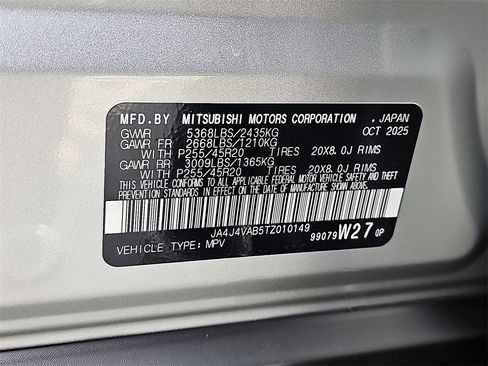 MFD.BY MITSUBISHI MOTORS CORPORATION , JAPAN
GVWR 5368LBS/2435KG OCT 2025
GAWR FR 2668LBS/1210KG
WITH P255/45R20 TIRES 20X8.0J RIMS
GAWR RR 3009LBS/1365KG
WITH P255/45R20 TIRES 20X8.0J RIMS
THIS VEHICLE CONFORMS TO ALL APPLICABLE FEDERAL MOTOR VEHICLE SAFETY AND THEFT
PREVENTION STANDARDS IN EFFECT ON THE DATE OF MANUFACTURE SHOWN ABOVE.
JA4J4VAB5TZ010149
VEHICLE TYPE: MPV 99079 W27 QP